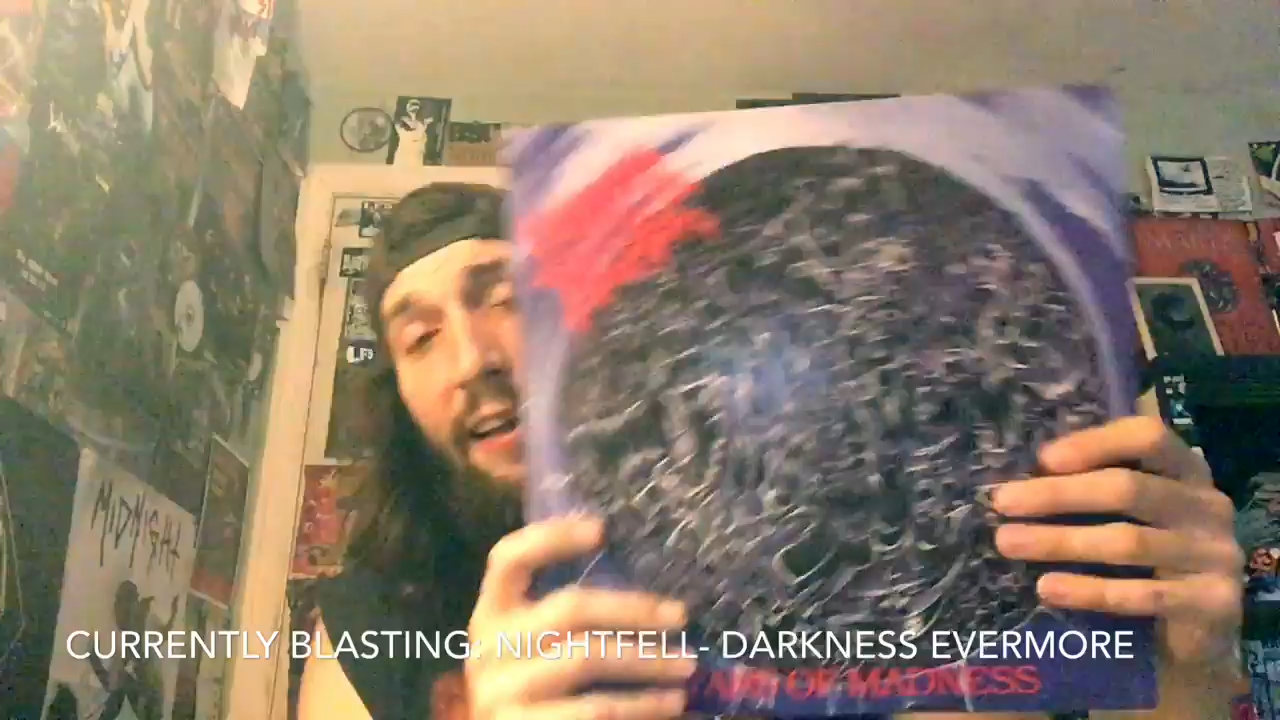 MIDNIGHT
CURRENTLY BLASTING: NIGHTFELL- DARKNESS EVERMORE
OF MADNESS